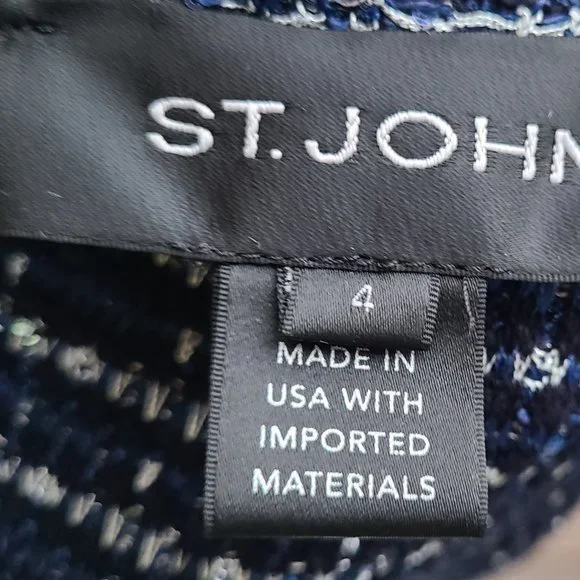 ST. JOHN
4
MADE IN
USA WITH
IMPORTED
MATERIALS